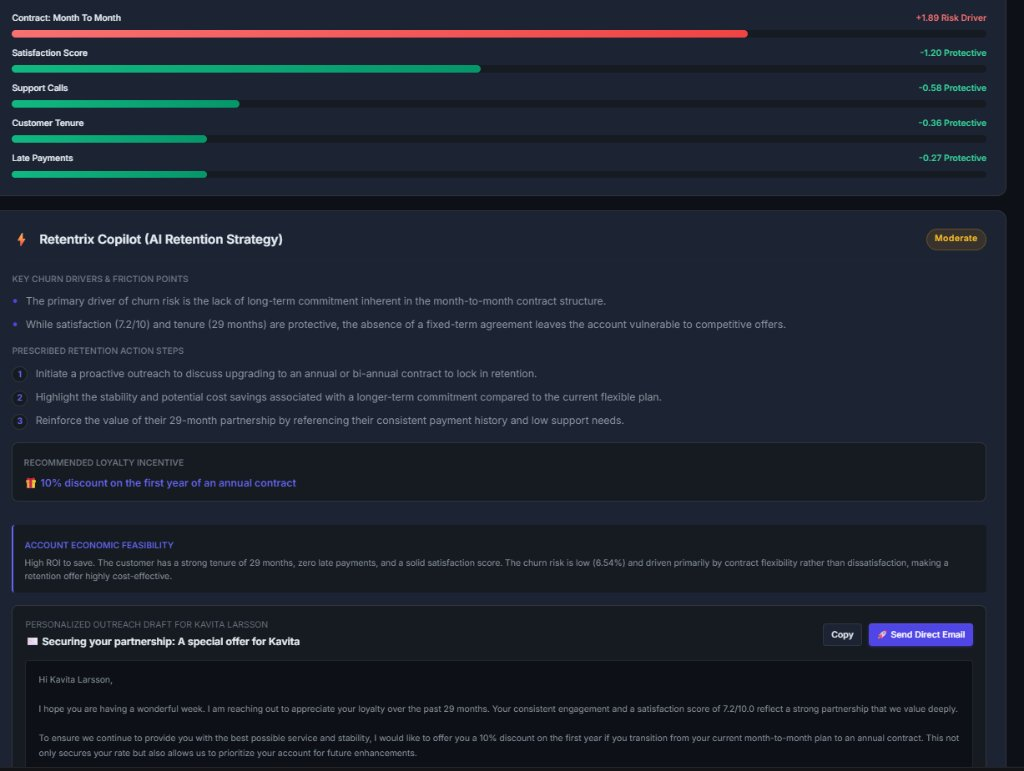 Contract: Month To Month
+1.89 Risk Driver
Satisfaction Score
-1.20 Protective
Support Calls
-0.58 Protective
Customer Tenure
-0.36 Protective
Late Payments
-0.27 Protective
Retentrix Copilot (AI Retention Strategy)
Moderate
KEY CHURN DRIVERS & FRICTION POINTS
• The primary driver of churn risk is the lack of long-term commitment inherent in the month-to-month contract structure.
• While satisfaction (7.2/10) and tenure (29 months) are protective, the absence of a fixed-term agreement leaves the account vulnerable to competitive offers.
PRESCRIBED RETENTION ACTION STEPS
1 Initiate a proactive outreach to discuss upgrading to an annual or bi-annual contract to lock in retention.
2 Highlight the stability and potential cost savings associated with a longer-term commitment compared to the current flexible plan.
3 Reinforce the value of their 29-month partnership by referencing their consistent payment history and low support needs.
RECOMMENDED LOYALTY INCENTIVE
10% discount on the first year of an annual contract
ACCOUNT ECONOMIC FEASIBILITY
High ROI to save. The customer has a strong tenure of 29 months, zero late payments, and a solid satisfaction score. The churn risk is low (6.54%) and driven primarily by contract flexibility rather than dissatisfaction, making a
retention offer highly cost-effective.
PERSONALIZED OUTREACH DRAFT FOR KAVITA LARSSON
Securing your partnership: A special offer for Kavita
Copy
Send Direct Email
Hi Kavita Larsson,
I hope you are having a wonderful week. I am reaching out to appreciate your loyalty over the past 29 months. Your consistent engagement and a satisfaction score of 7.2/10.0 reflect a strong partnership that we value deeply.
To ensure we continue to provide you with the best possible service and stability, I would like to offer you a 10% discount on the first year if you transition from your current month-to-month plan to an annual contract. This not
only secures your rate but also allows us to prioritize your account for future enhancements.